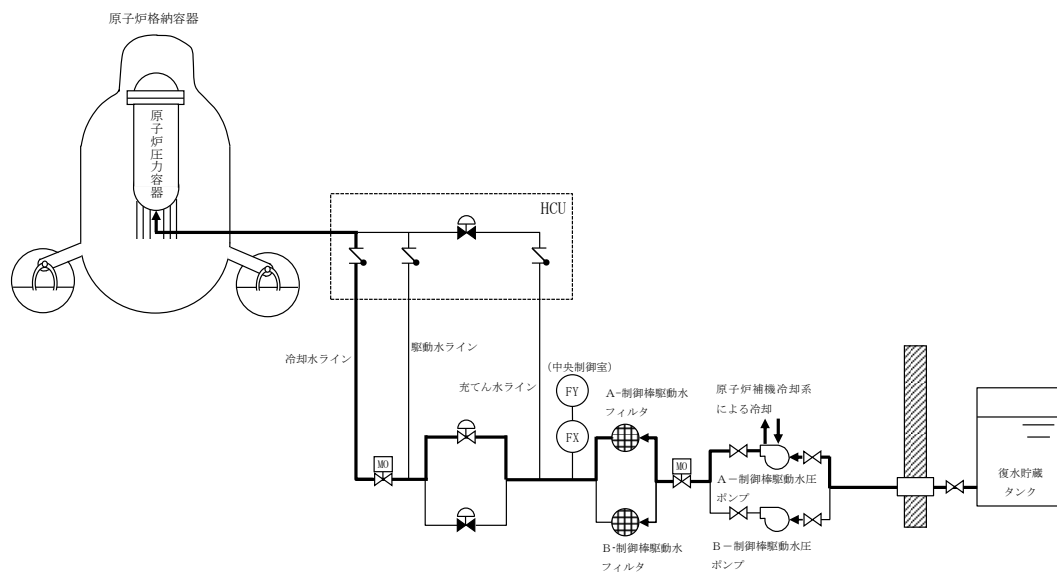 原子炉格納容器
原子炉圧力容器
HCU
冷却水ライン
駆動水ライン
充てん水ライン
(中央制御室)
FY
FX
MO
A-制御棒駆動水
フィルタ
B-制御棒駆動水
フィルタ
MO
原子炉補機冷却系
による冷却
A－制御棒駆動水圧
ポンプ
B－制御棒駆動水圧
ポンプ
復水貯蔵
タンク